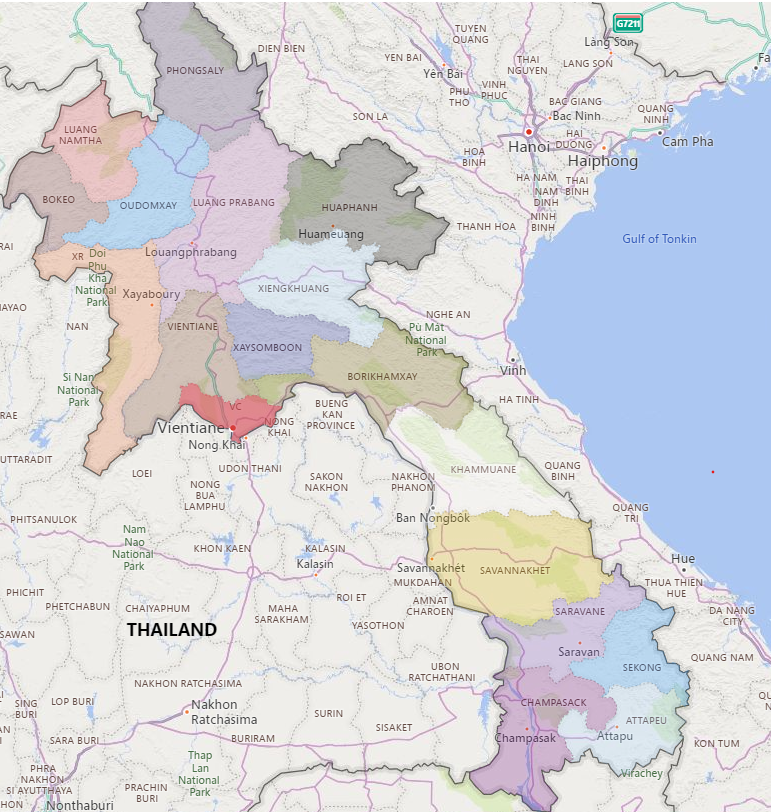 G7211
TUYEN
QUANG
Làng Sơn
DIEN BIEN
YEN BAI
THAI
NGUYEN
LANG SON
Fa
PHONGSALY
Yên Bái
VINH
PHUC
PHU
THO
BAC GIANG
Bac Ninh
QUANG
NINH
SON LA
LUANG
NAMTHA
Hanoi
HAI
DUONG
Cam Pha
HOA
BINH
Haiphong
HA NAM
NAM
DINH
THAI
BINH
BOKEO
OUDOMXAY
LUANG PRABANG
HUAPHANH
NINH
BINH
THANH HOA
Huameuang
Gulf of Tonkin
RAI
XR
Doi
Phu
Kha
National
Park
Louangphrabang
Xayaboury
XIENGKHUANG
AYAO
NGHE AN
NAN
VIENTIANE
Pù Mát
National
Park
XAYSOMBOON
Vinh
Si Nan
National
Park
BORIKHAMXAY
RAE
VC
BUENG
KAN
PROVINCE
HA TINH
Vientiane
NONG
KHAI
Nong Khai
UTTARADIT
LOEI
UDON THANI
KHAMMUANE
QUANG
BINH
SAKON
NAKHON
NAKHON
PHANOM
NONG
BUA
LAMPHU
QUANG
TRI
PHITSANULOK
Ban Nongbôk
Nam
Nao
National
Park
KHON KAEN
KALASIN
Kalasin
Savannakhét
SAVANNAKHET
Hue
MUKDAHAN
THUA THIEN
HUE
PHICHIT
PHETCHABUN
CHAIYAPHUM
MAHA
SARAKHAM
ROI ET
AMNAT
CHAROEN
SARAVANE
DA NANG
CITY
SAWAN
THAILAND
YASOTHON
Saravan
QUANG NAM
UBON
RATCHATHANI
SEKONG
NAKHON RATCHASIMA
SING
BURI
LOP BURI
Nakhon
Ratchasima
SURIN
CHAMPASACK
ATTAPEU
SISAKET
Attapu
SARA BURI
BURIRAM
Champasak
KON TUM
Thap
Lan
National
Park
PHRA
NAKHON
SI AYUTTHAYA
Virachey
PRACHIN
BURI
Nonthaburi